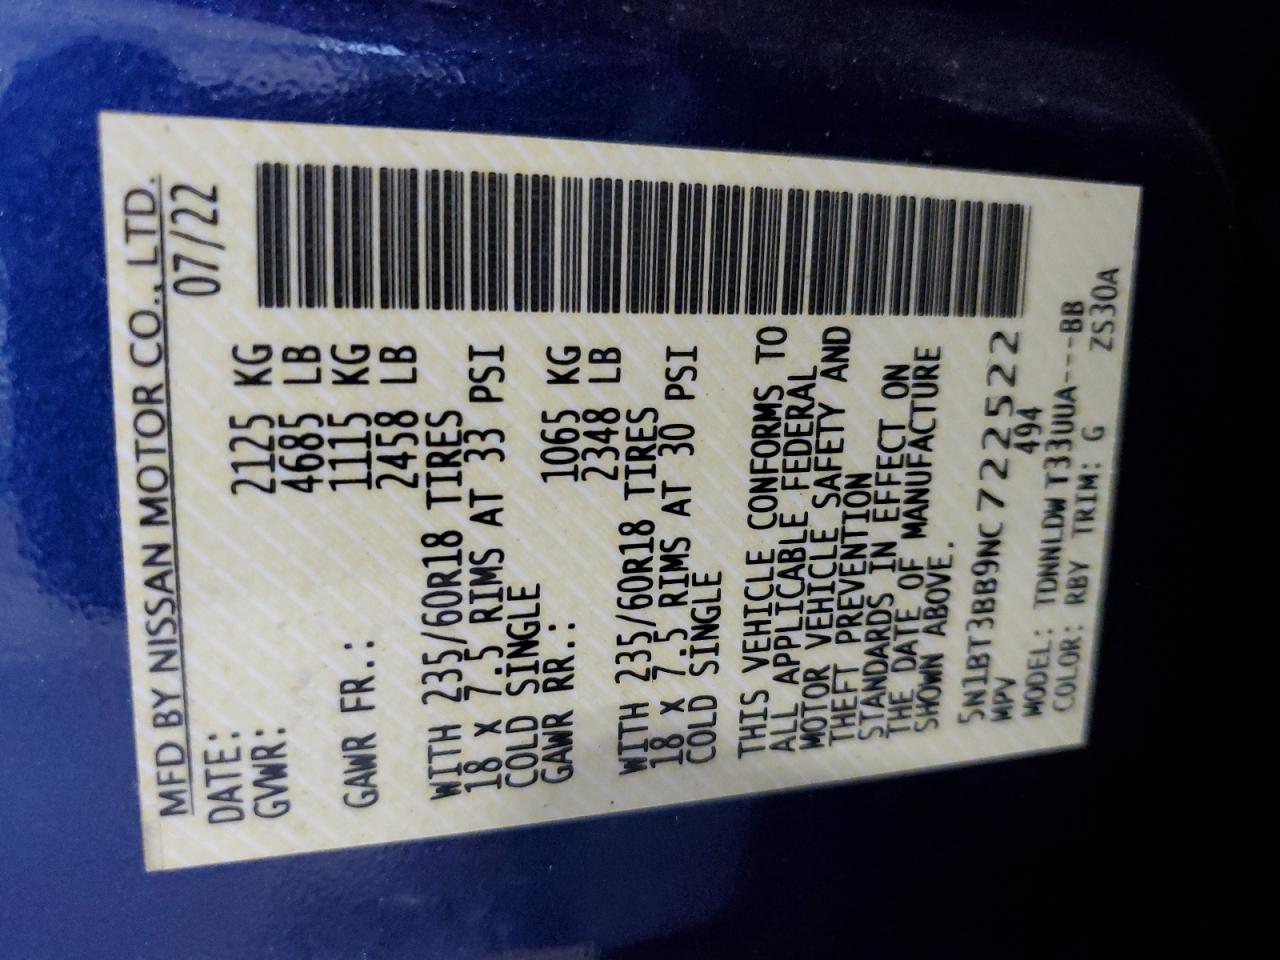 MFD BY NISSAN MOTOR CO., LTD.
DATE: 07/22
GVWR: 2125 KG
4685 LB
GAWR FR.: 1115 KG
2458 LB
WITH 235/60R18 TIRES
18 X 7.5 RIMS AT 33 PSI
COLD SINGLE
GAWR RR.: 1065 KG
2348 LB
WITH 235/60R18 TIRES
18 X 7.5 RIMS AT 30 PSI
COLD SINGLE
THIS VEHICLE CONFORMS TO
ALL APPLICABLE FEDERAL
MOTOR VEHICLE SAFETY AND
THEFT PREVENTION
STANDARDS IN EFFECT ON
THE DATE OF MANUFACTURE
SHOWN ABOVE.
5N1BT3BB9NC722522
MPV 494
MODEL: TDNNLDW T33UUA---BB
COLOR: RBY TRIM: G ZS30A